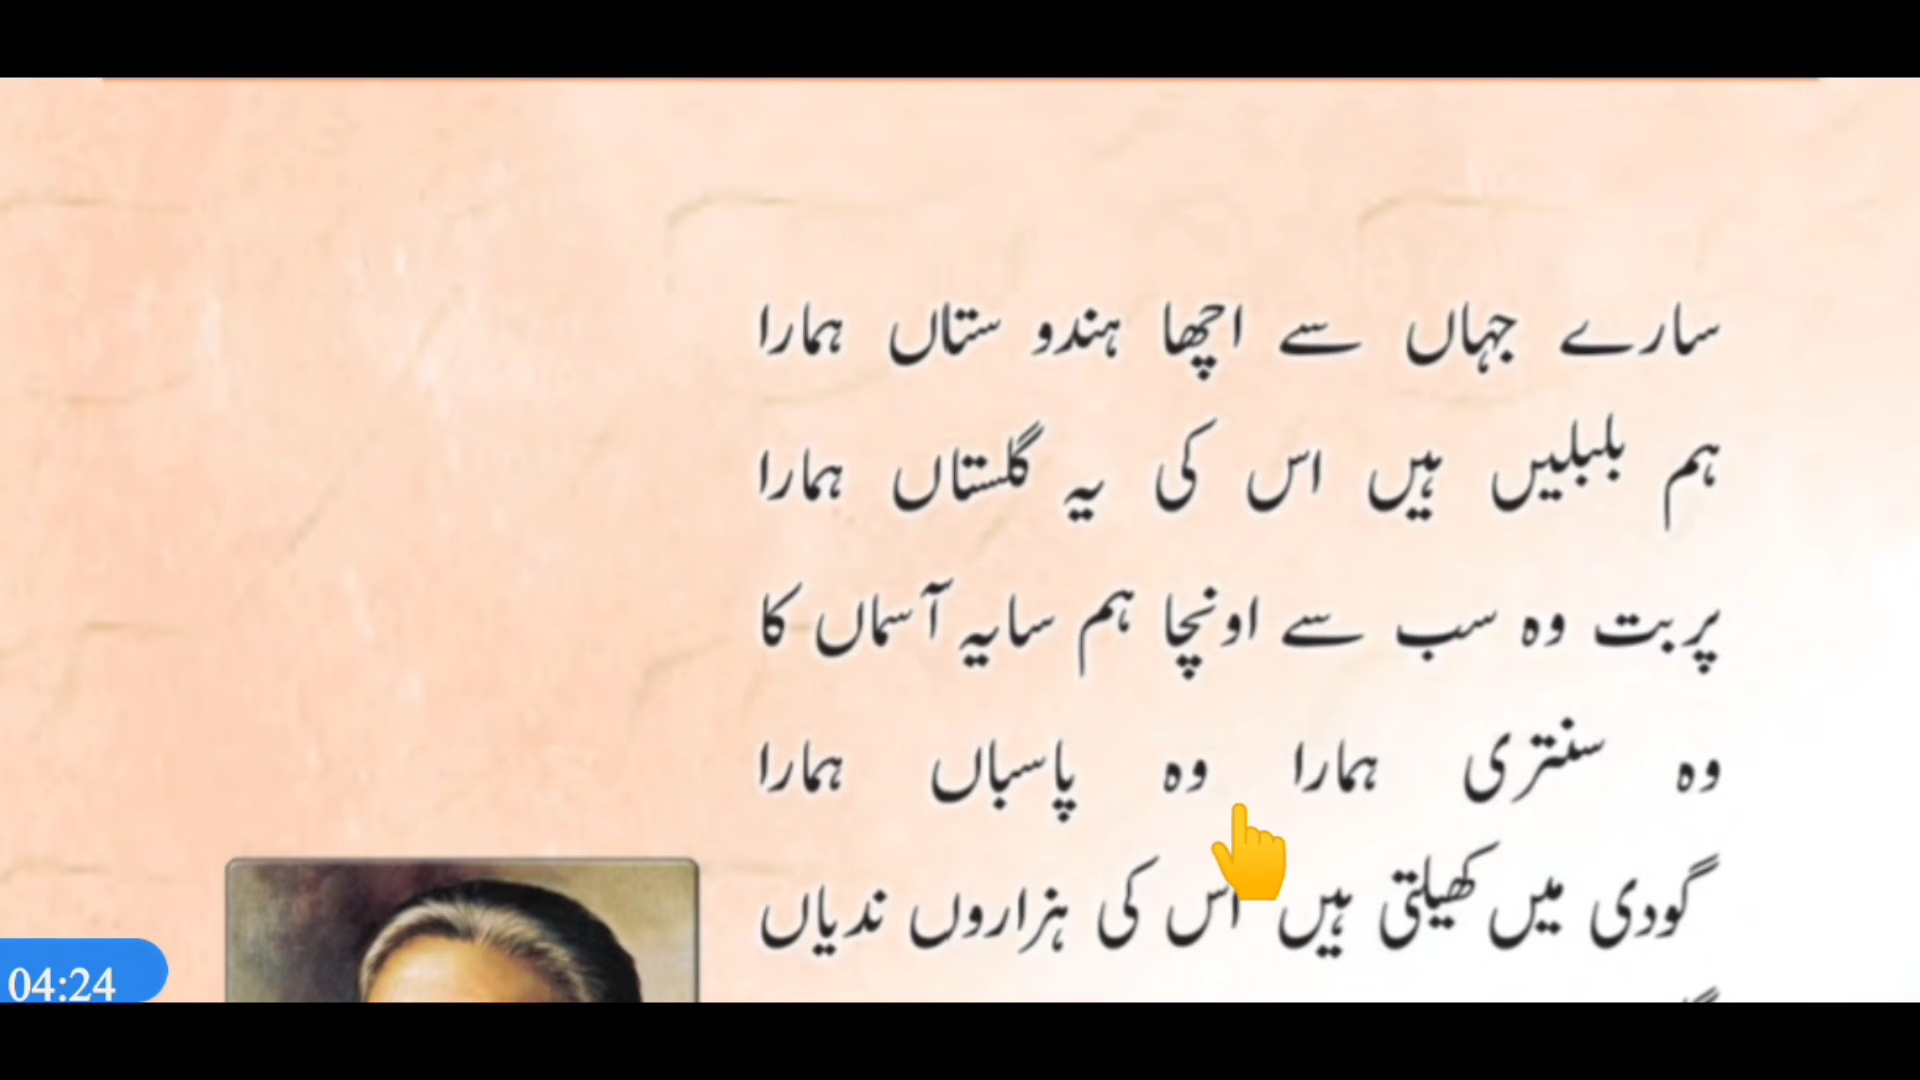 سارے جہاں سے اچھا ہندو ستاں ہمارا
ہم بلبلیں ہیں اس کی یہ گلستاں ہمارا
پربت وہ سب سے اونچا ہم سایہ آسماں کا
وہ سنتری ہمارا وہ پاسباں ہمارا
گودی میں کھیلتی ہیں اس کی ہزاروں ندیاں
04:24